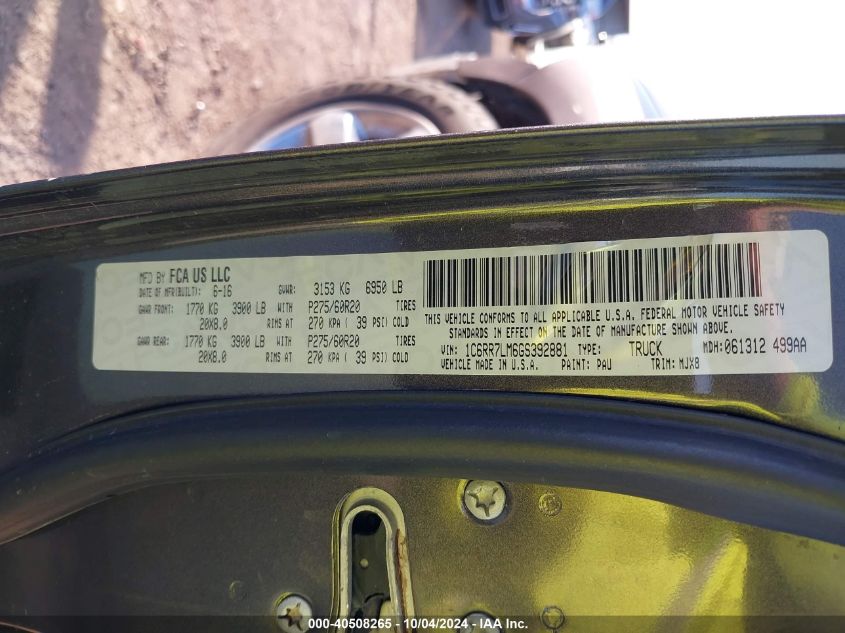 MFD BY FCA US LLC
DATE OF MFR(BUILT): 6-16 GVWR: 3153 KG 6950 LB
GAWR FRONT: 1770 KG 3900 LB WITH P275/60R20 TIRES
20X8.0 RIMS AT 270 KPA ( 39 PSI) COLD
GAWR REAR: 1770 KG 3900 LB WITH P275/60R20 TIRES
20X8.0 RIMS AT 270 KPA ( 39 PSI) COLD
THIS VEHICLE CONFORMS TO ALL APPLICABLE U.S.A. FEDERAL MOTOR VEHICLE SAFETY
STANDARDS IN EFFECT ON THE DATE OF MANUFACTURE SHOWN ABOVE.
VIN: 1C6RR7LM6GS392881 TYPE: TRUCK MDH: 061312 499AA
VEHICLE MADE IN U.S.A. PAINT: PAU TRIM: MJXB
000-40508265 - 10/04/2024 - IAA Inc.